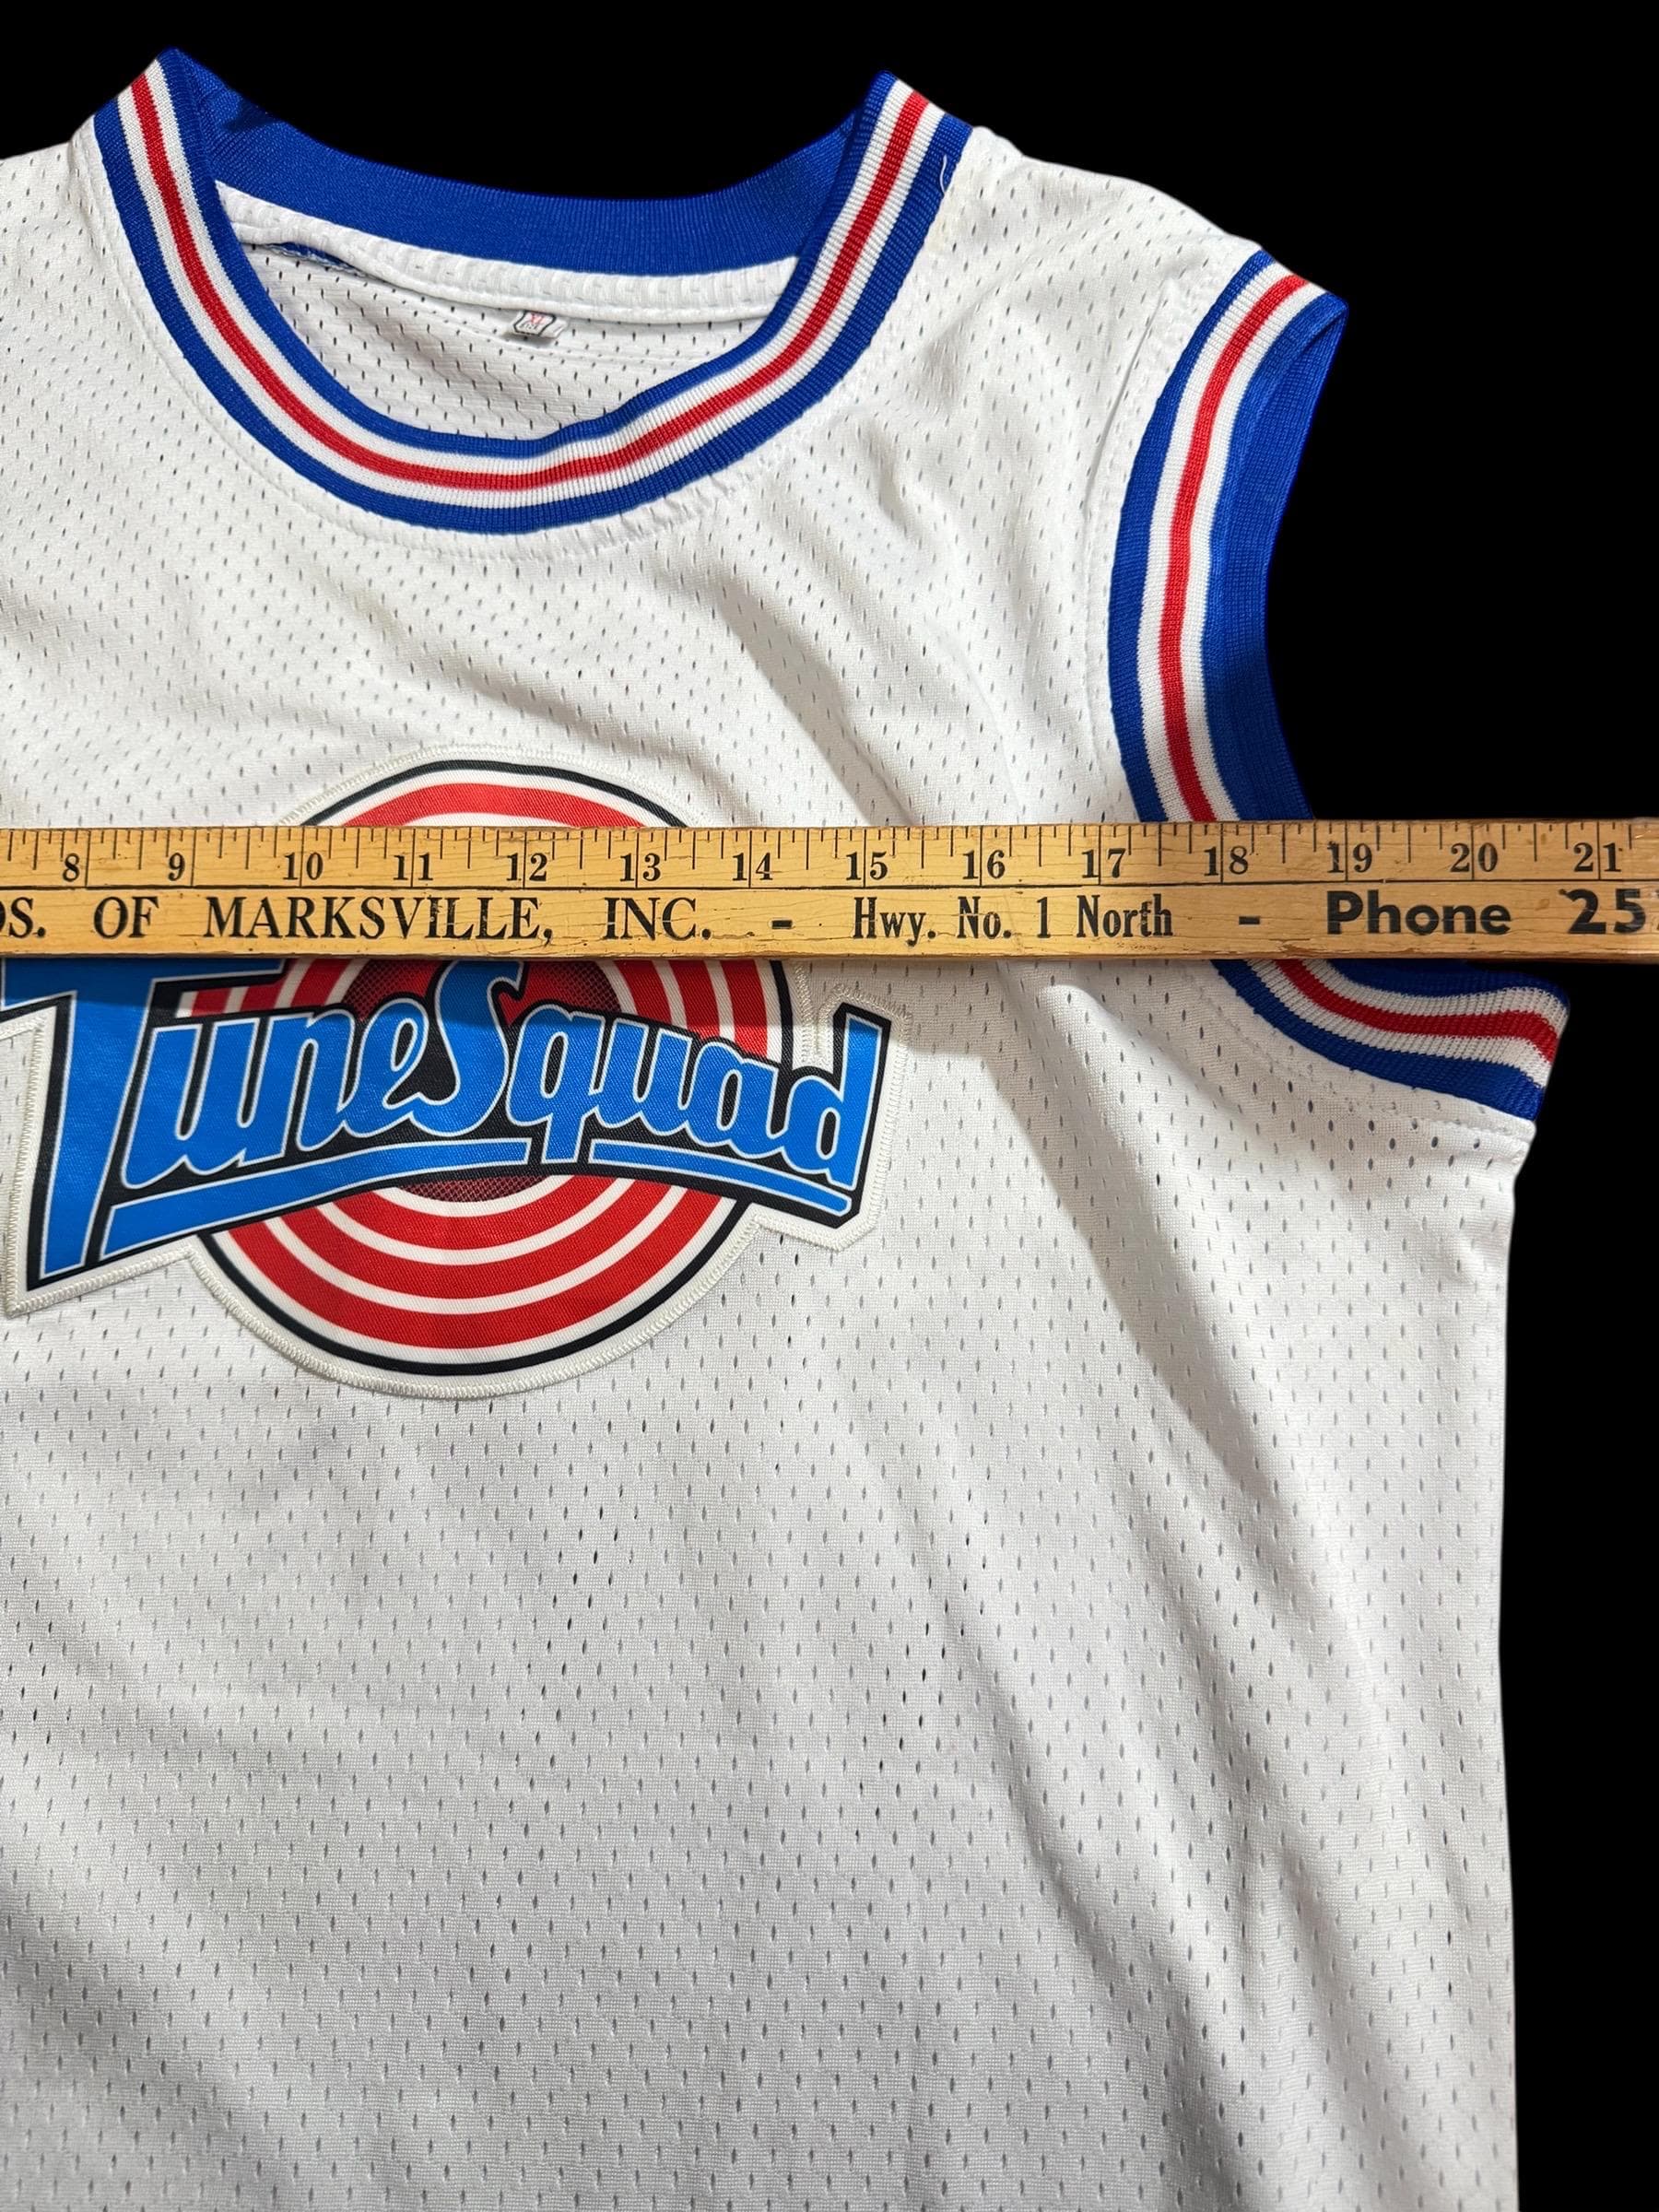 XL
8 9 10 11 12 13 14 15 16 17 18 19 20 21
OS. OF MARKSVILLE, INC. - Hwy. No. 1 North - Phone 25
TuneSquad